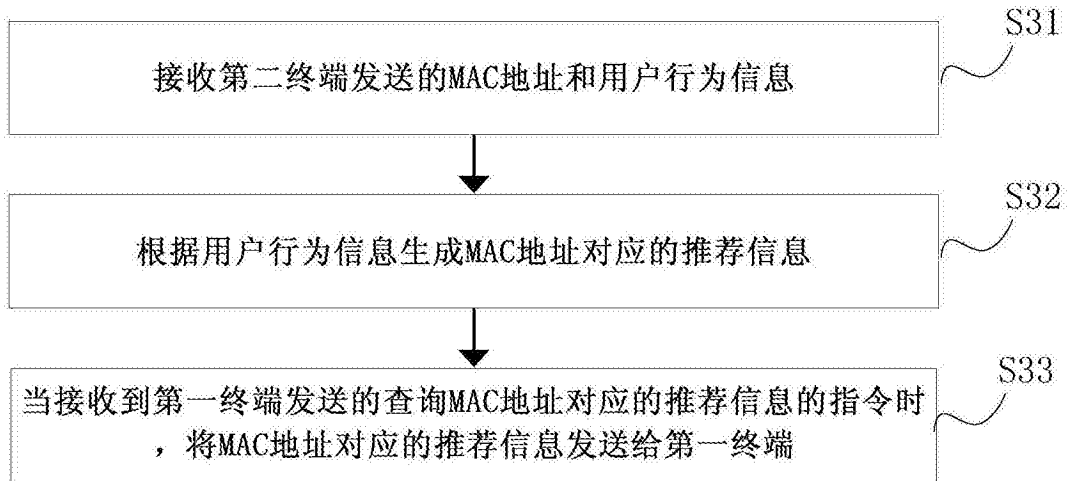 S31
接收第二终端发送的MAC地址和用户行为信息
S32
根据用户行为信息生成MAC地址对应的推荐信息
S33
当接收到第一终端发送的查询MAC地址对应的推荐信息的指令时
，将MAC地址对应的推荐信息发送给第一终端